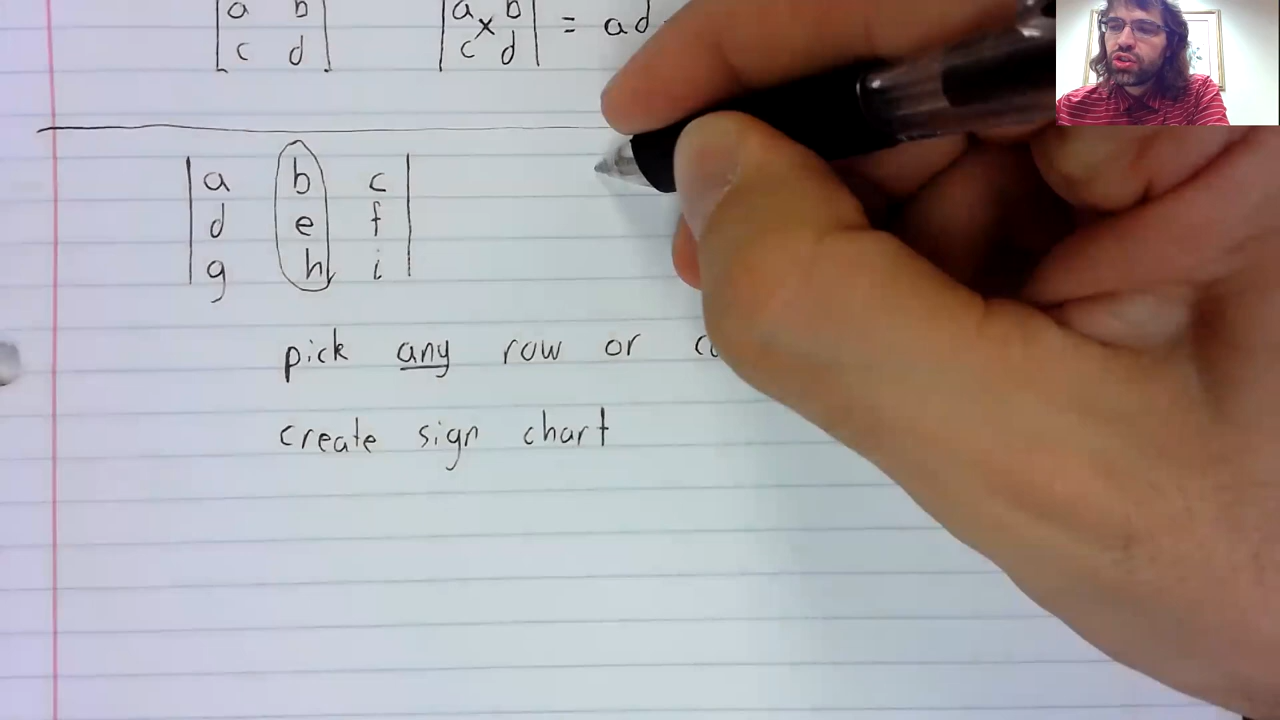 a b a b = ad
c d c d
a b c
d e f
g h i
pick any row or
create sign chart